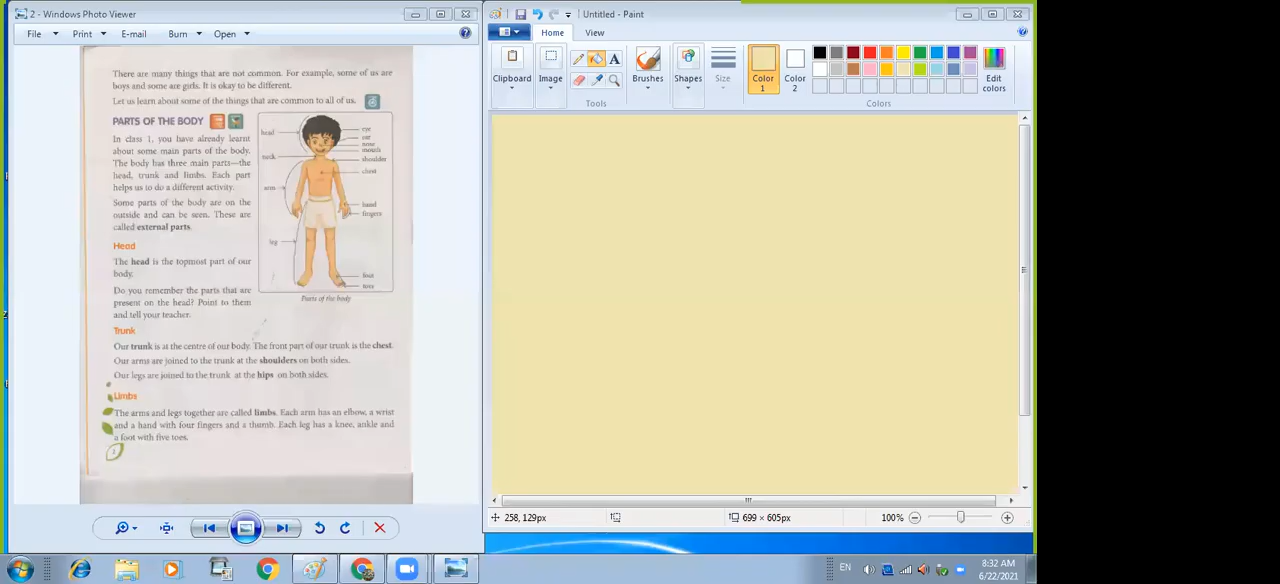 2 - Windows Photo Viewer
File Print E-mail Burn Open
There are many things that are not common. For example, some of us are
boys and some are girls. It is okay to be different.
Let us learn about some of the things that are common to all of us.
PARTS OF THE BODY
In class 1, you have already learnt
about some main parts of the body.
The body has three main parts—the
head, trunk and limbs. Each part
helps us to do a different activity.
Some parts of the body are on the
outside and can be seen. These are
called external parts.
head
neck
arm
leg
eye
ear
nose
mouth
shoulder
chest
hand
fingers
foot
toes
Parts of the body
Head
The head is the topmost part of our
body.
Do you remember the parts that are
present on the head? Point to them
and tell your teacher.
Trunk
Our trunk is at the centre of our body. The front part of our trunk is the chest.
Our arms are joined to the trunk at the shoulders on both sides.
Our legs are joined to the trunk at the hips on both sides.
Limbs
The arms and legs together are called limbs. Each arm has an elbow, a wrist
and a hand with four fingers and a thumb. Each leg has a knee, ankle and
a foot with five toes.
Untitled - Paint
Home View
Clipboard
Image
A
Tools
Brushes
Shapes
Size
Color
1
Color
2
Edit
colors
Colors
258, 129px
699 × 605px
100%
EN
8:32 AM
6/22/2021